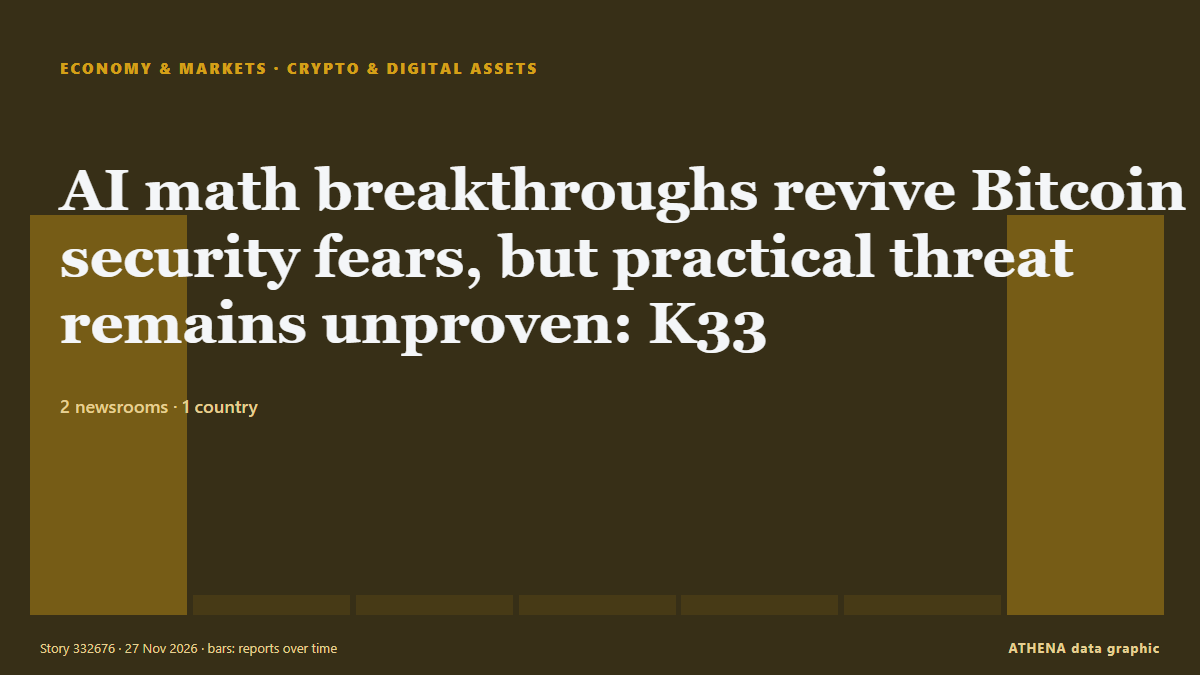 ECONOMY & MARKETS · CRYPTO & DIGITAL ASSETS
AI math breakthroughs revive Bitcoin
security fears, but practical threat
remains unproven: K33
2 newsrooms · 1 country
Story 332676 · 27 Nov 2026 · bars: reports over time
ATHENA data graphic